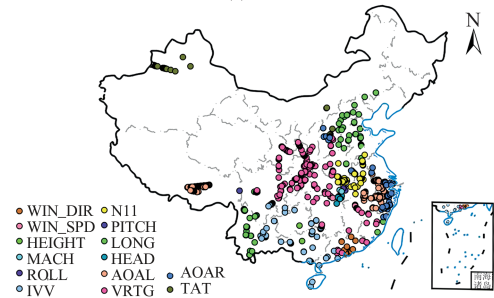 N
WIN_DIR
WIN_SPD
HEIGHT
MACH
ROLL
IVV
N11
PITCH
LONG
HEAD
AOAL
VRTG
AOAR
TAT
南海
诸岛